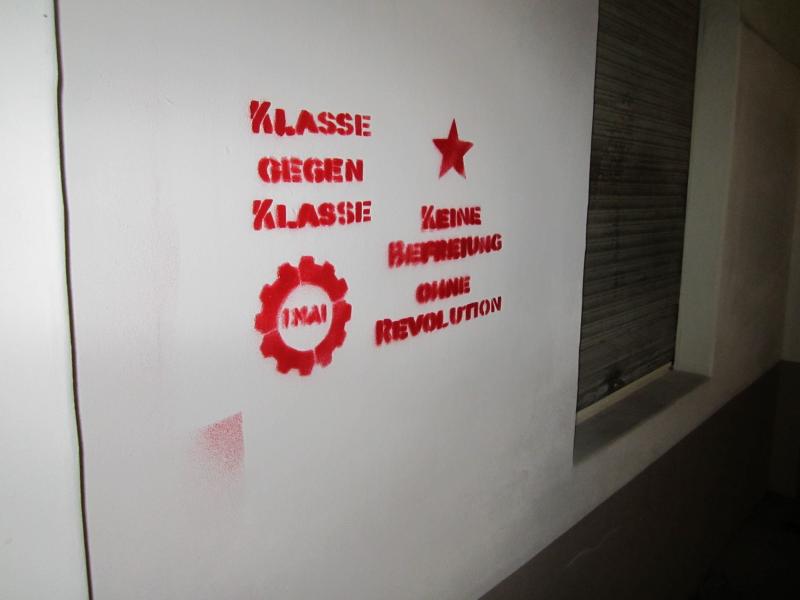 KLASSE
GEGEN
KLASSE
1 MAI
KEINE
BEFREIUNG
OHNE
REVOLUTION